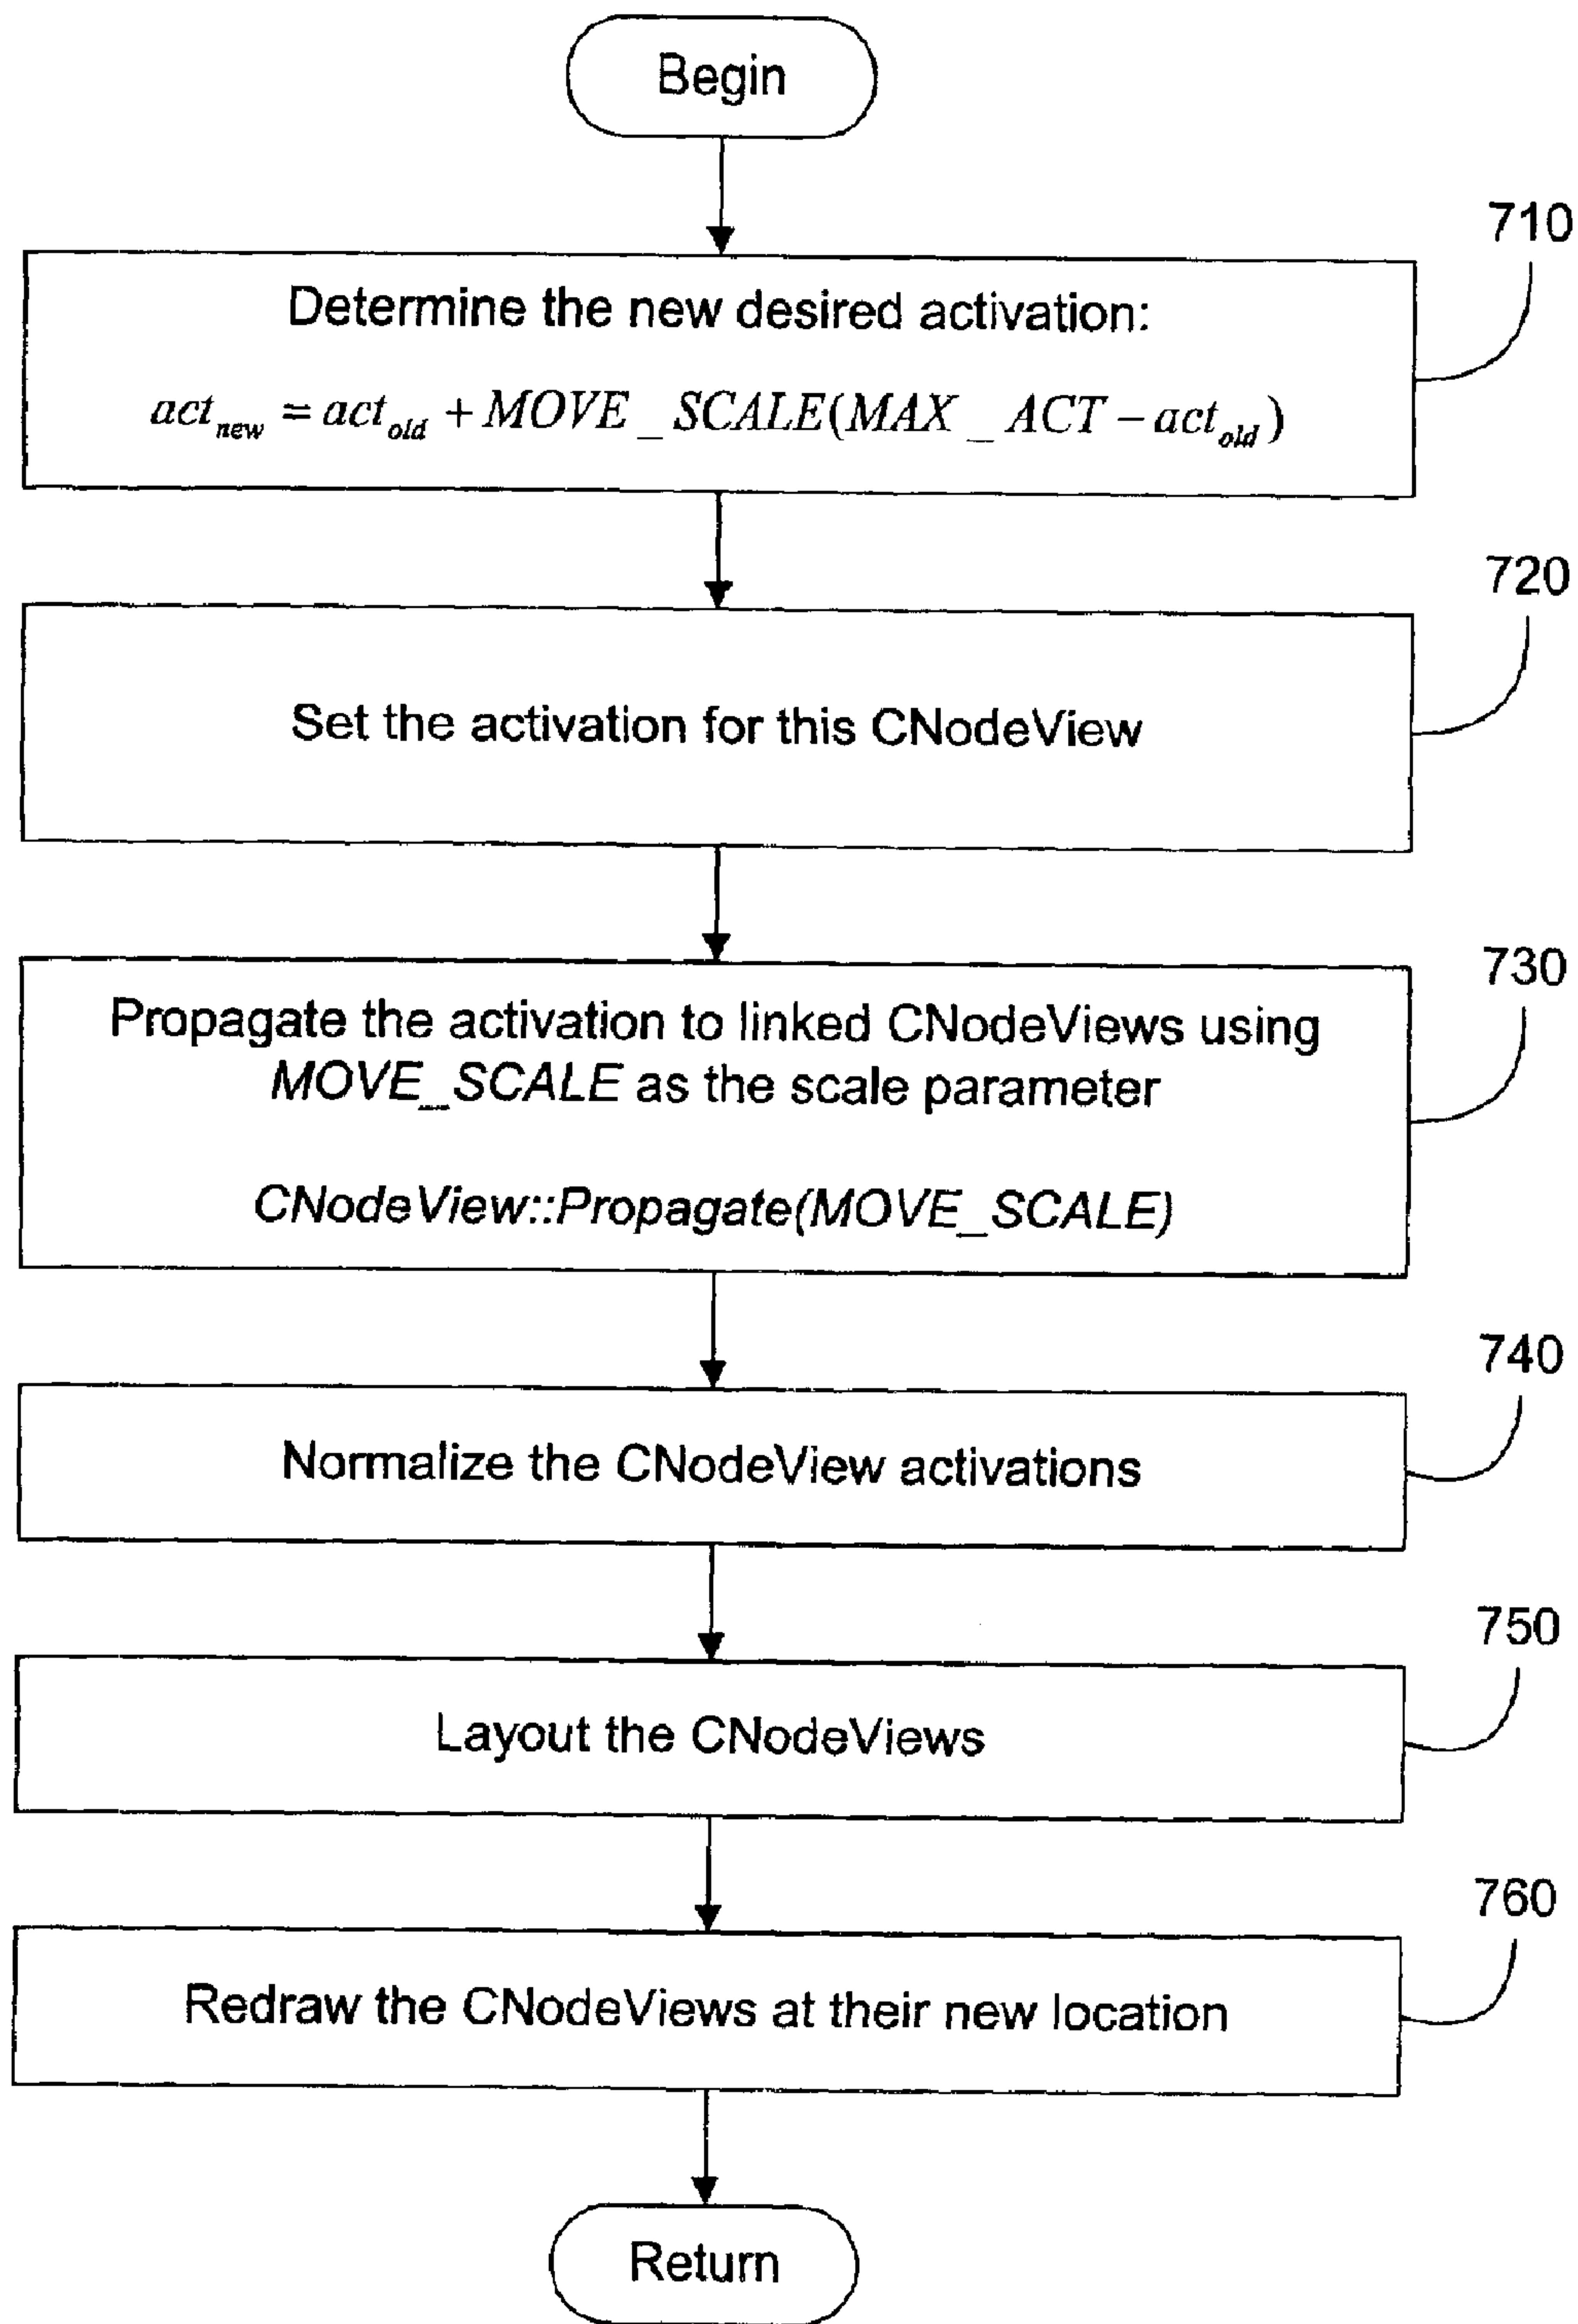 Begin
710
Determine the new desired activation:
act_new = act_old + MOVE_SCALE(MAX_ACT − act_old)
720
Set the activation for this CNodeView
730
Propagate the activation to linked CNodeViews using
MOVE_SCALE as the scale parameter
CNodeView::Propagate(MOVE_SCALE)
740
Normalize the CNodeView activations
750
Layout the CNodeViews
760
Redraw the CNodeViews at their new location
Return